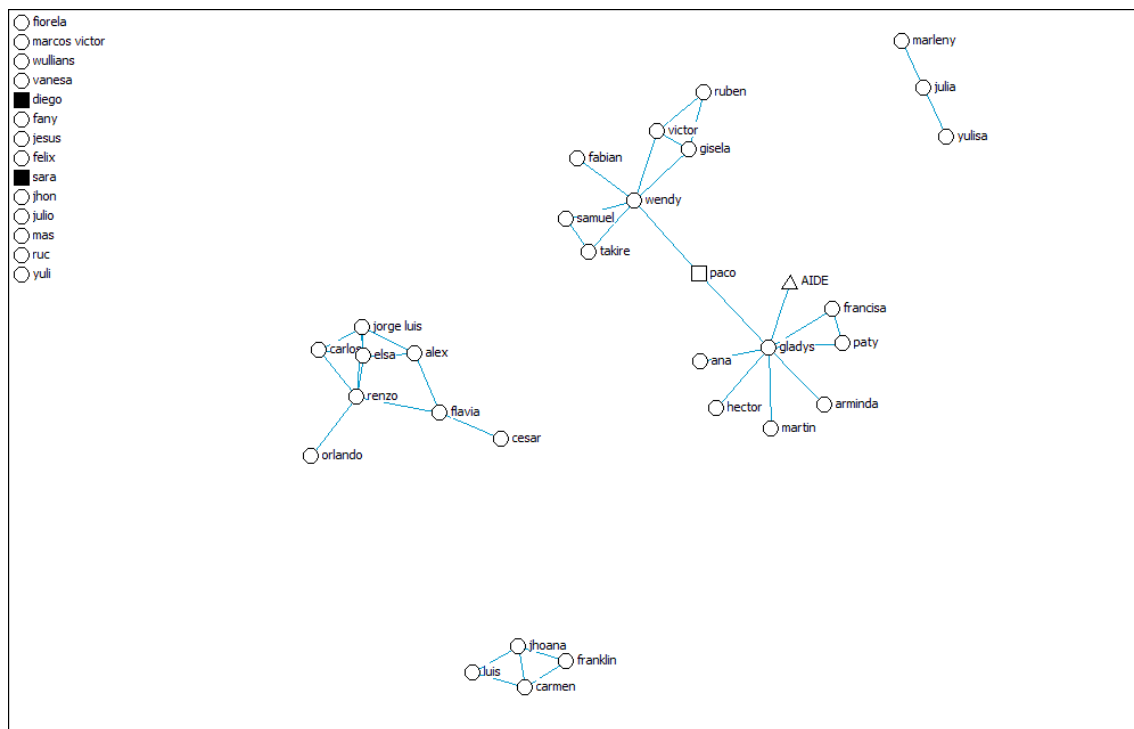 fiorela
marcos victor
wullians
vanesa
diego
fany
jesus
felix
sara
jhon
julio
mas
ruc
yuli
marleny
julia
yulisa
ruben
victor
gisela
fabian
wendy
samuel
takire
paco
AIDE
francisa
paty
gladys
ana
hector
arminda
martin
jorge luis
carlos
elsa
alex
renzo
flavia
cesar
orlando
jhoana
franklin
luis
carmen